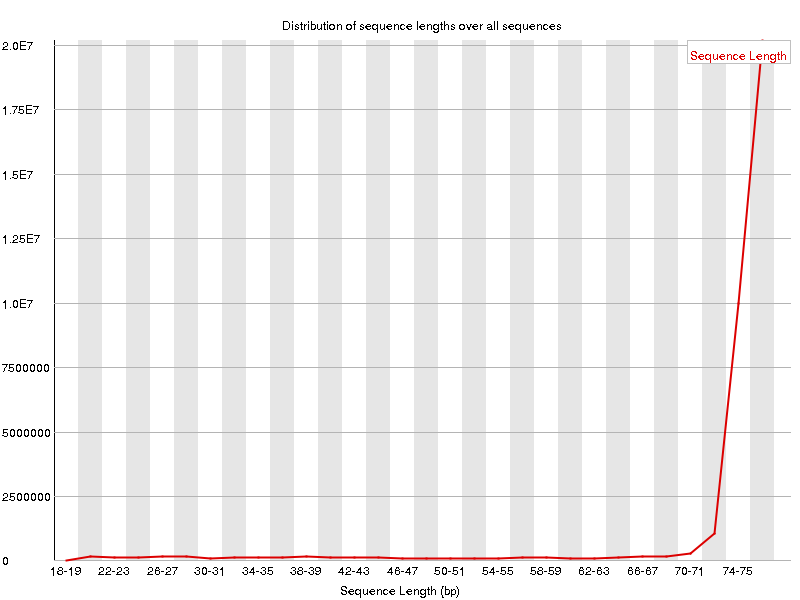 Distribution of sequence lengths over all sequences
2.0E7
Sequence Length
1.75E7
1.5E7
1.25E7
1.0E7
7500000
5000000
2500000
0
18-19 22-23 26-27 30-31 34-35 38-39 42-43 46-47 50-51 54-55 58-59 62-63 66-67 70-71 74-75
Sequence Length (bp)